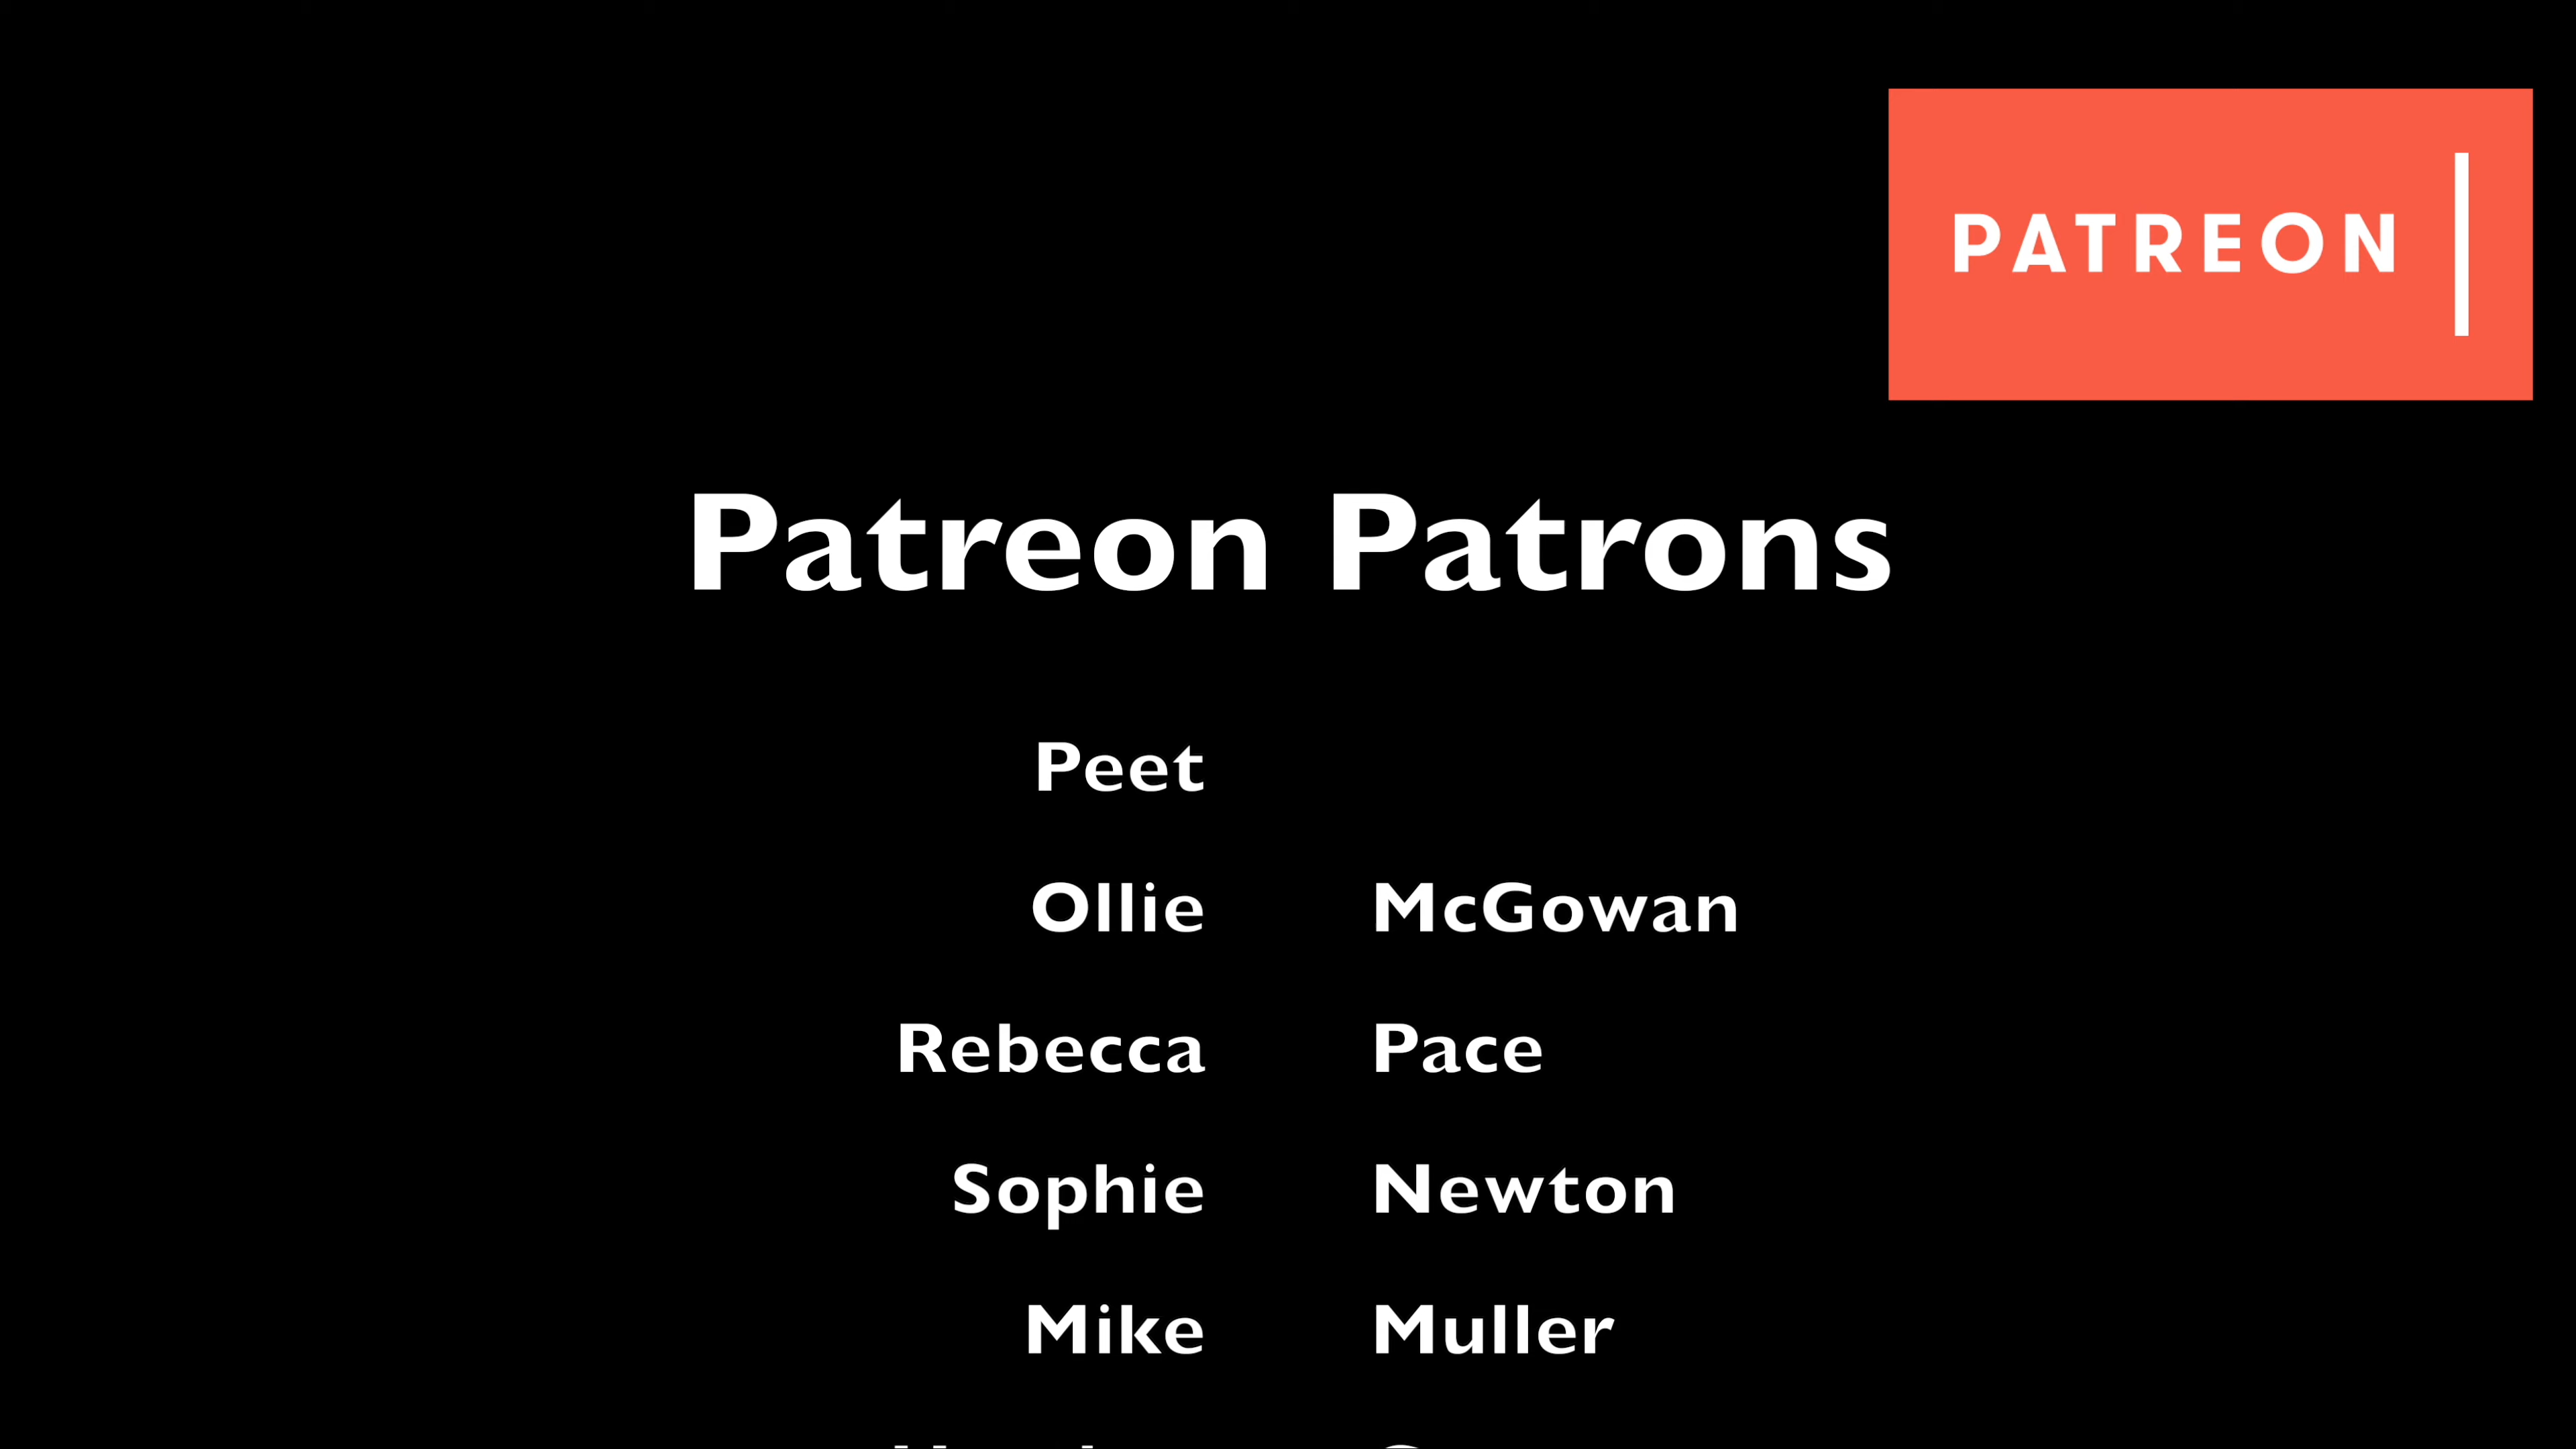 PATREON
Patreon Patrons
Peet
Ollie McGowan
Rebecca Pace
Sophie Newton
Mike Muller